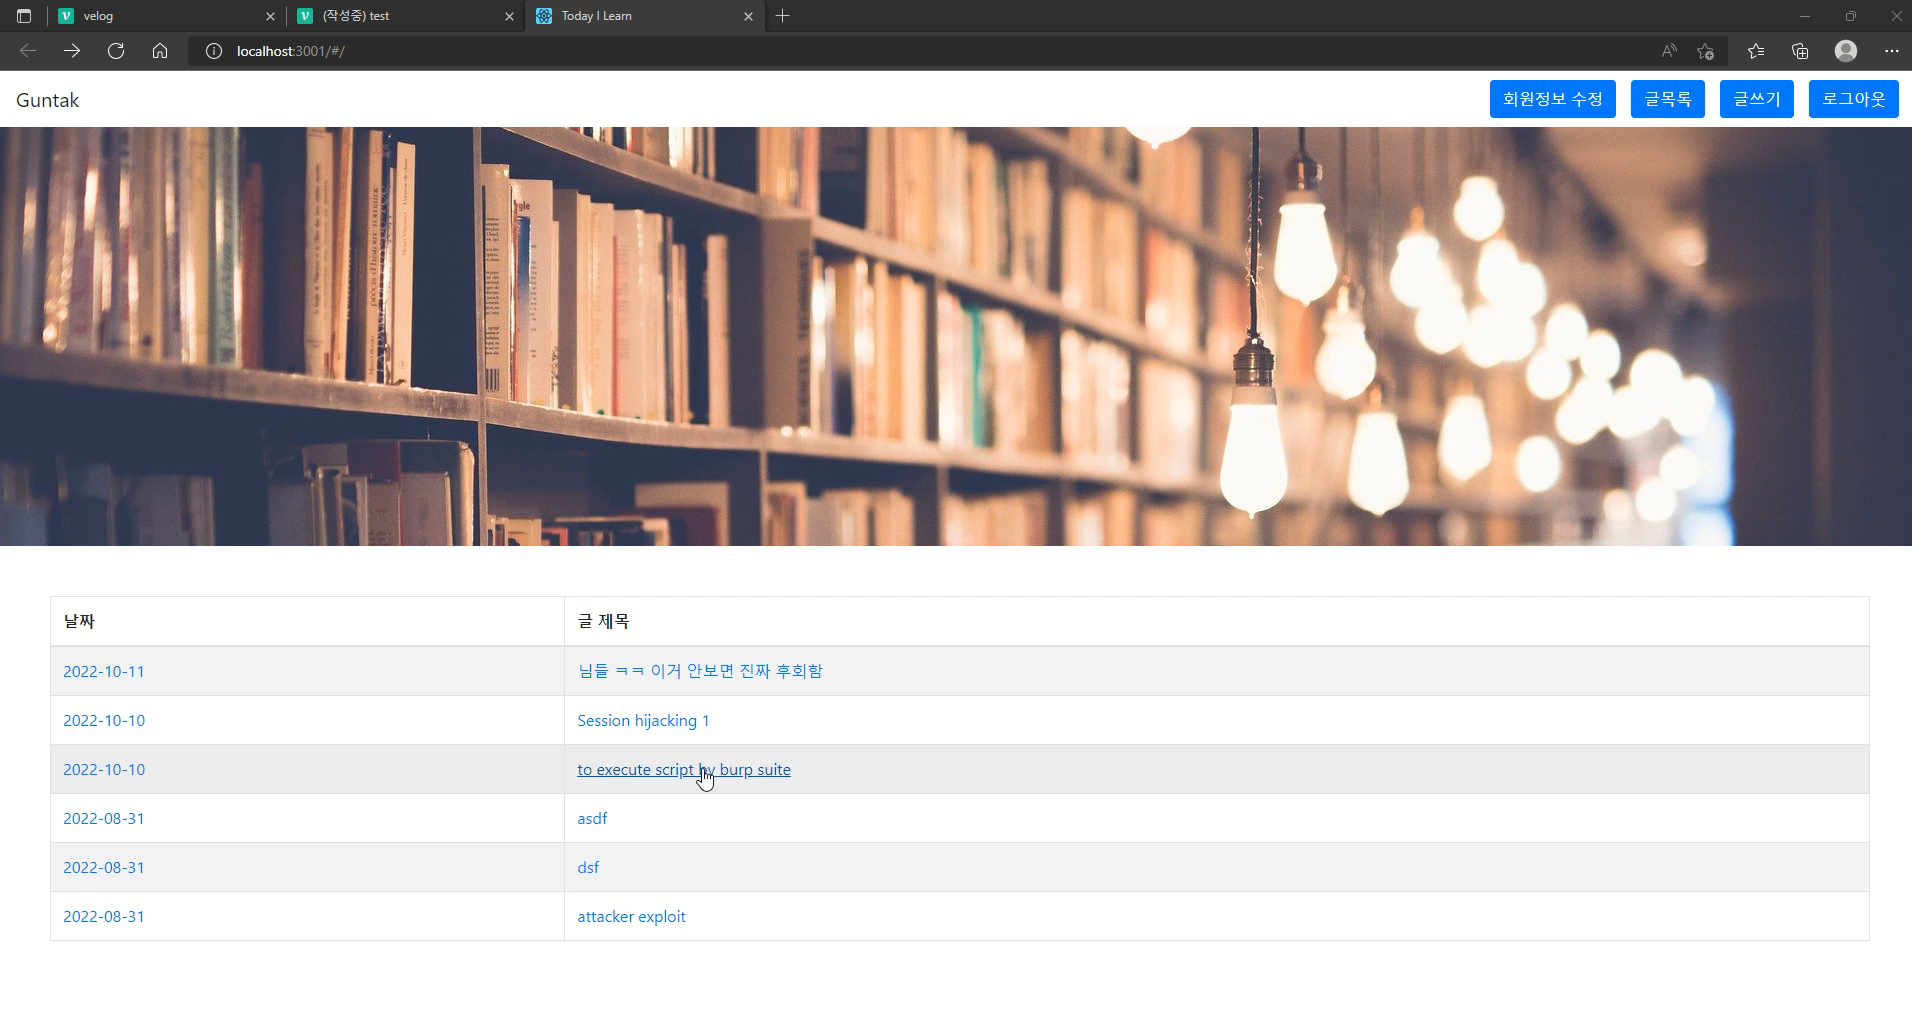 velog
(작성중) test
Today I Learn
localhost:3001/#/
Guntak
회원정보 수정
글목록
글쓰기
로그아웃
날짜 글 제목
2022-10-11 님들 ㅋㅋ 이거 안보면 진짜 후회함
2022-10-10 Session hijacking 1
2022-10-10 to execute script by burp suite
2022-08-31 asdf
2022-08-31 dsf
2022-08-31 attacker exploit